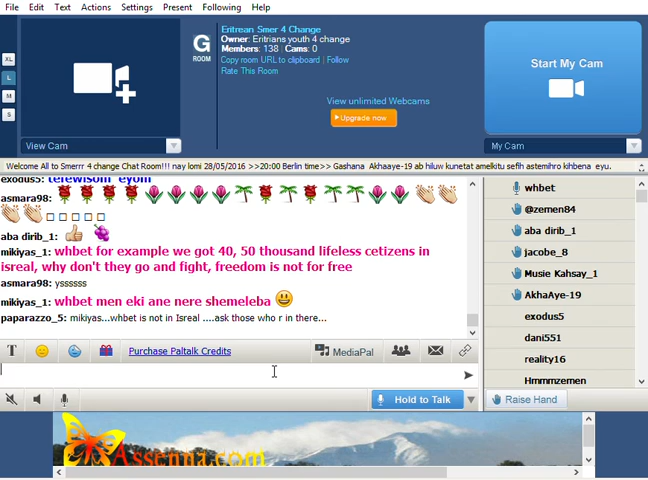 File Edit Text Actions Settings Present Following Help
XL
L
M
S
View Cam
G
ROOM
Eritrean Smer 4 Change
Owner: Eritrians youth 4 change
Members: 138 | Cams: 0
Copy room URL to clipboard | Follow
Rate This Room
View unlimited Webcams
Upgrade now
Start My Cam
My Cam
Welcome All to Smerrr 4 change Chat Room!!! nay lomi 28/05/2016 >>20:00 Berlin time>> Gashana Akhaaye-19 ab hiluw kunetat amelkitu sefih astemihro kihbena eyu.
exodus5: telewisom eyom
asmara98:
aba dirib_1:
mikiyas_1: whbet for example we got 40, 50 thousand lifeless cetizens in
isreal, why don't they go and fight, freedom is not for free
asmara98: yssssss
mikiyas_1: whbet men eki ane nere shemeleba
paparazzo_5: mikiyas...whbet is not in Isreal ....ask those who r in there...
whbet
@zemen84
aba dirib_1
jacobe_8
Musie Kahsay_1
AkhaAye-19
exodus5
dani551
reality16
Hmmmzemen
T
Purchase Paltalk Credits
MediaPal
Hold to Talk
Raise Hand
Assenna.com